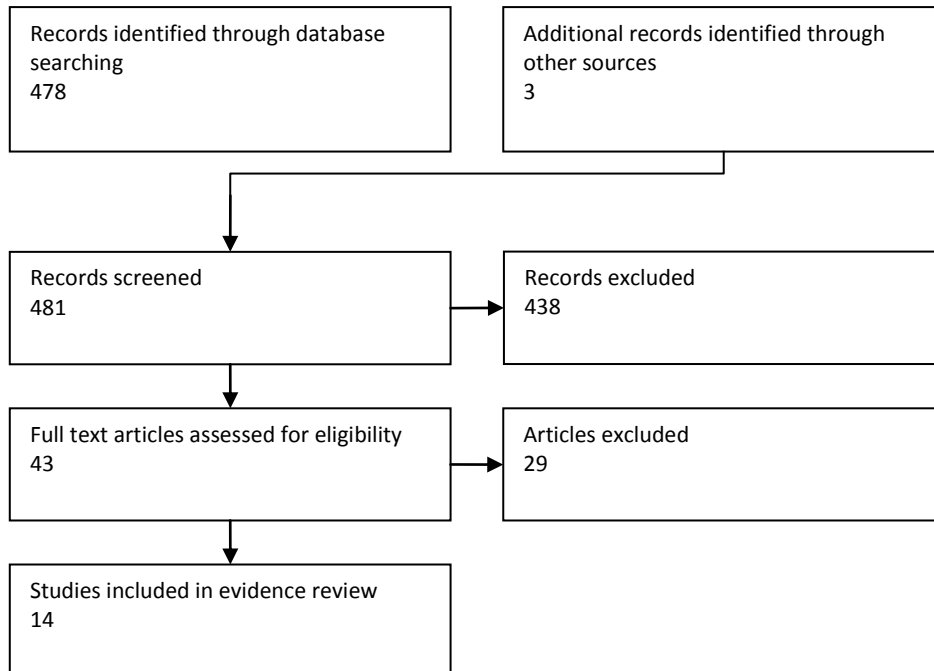 Records identified through database
searching
478
Additional records identified through
other sources
3
Records screened
481
Records excluded
438
Full text articles assessed for eligibility
43
Articles excluded
29
Studies included in evidence review
14